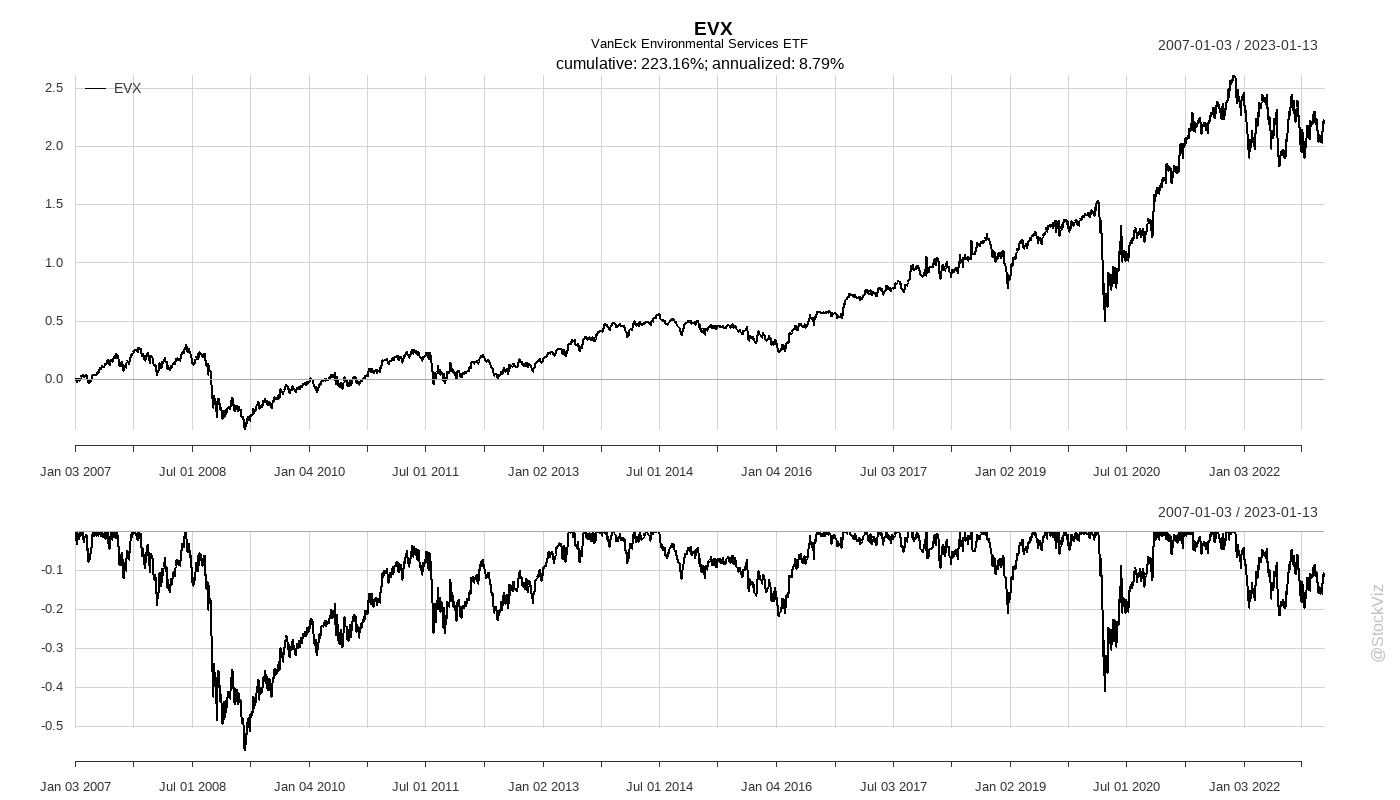 EVX
VanEck Environmental Services ETF
2007-01-03 / 2023-01-13
cumulative: 223.16%; annualized: 8.79%
EVX
2.5
2.0
1.5
1.0
0.5
0.0
Jan 03 2007 Jul 01 2008 Jan 04 2010 Jul 01 2011 Jan 02 2013 Jul 01 2014 Jan 04 2016 Jul 03 2017 Jan 02 2019 Jul 01 2020 Jan 03 2022
2007-01-03 / 2023-01-13
-0.1
-0.2
-0.3
-0.4
-0.5
Jan 03 2007 Jul 01 2008 Jan 04 2010 Jul 01 2011 Jan 02 2013 Jul 01 2014 Jan 04 2016 Jul 03 2017 Jan 02 2019 Jul 01 2020 Jan 03 2022
@StockViz